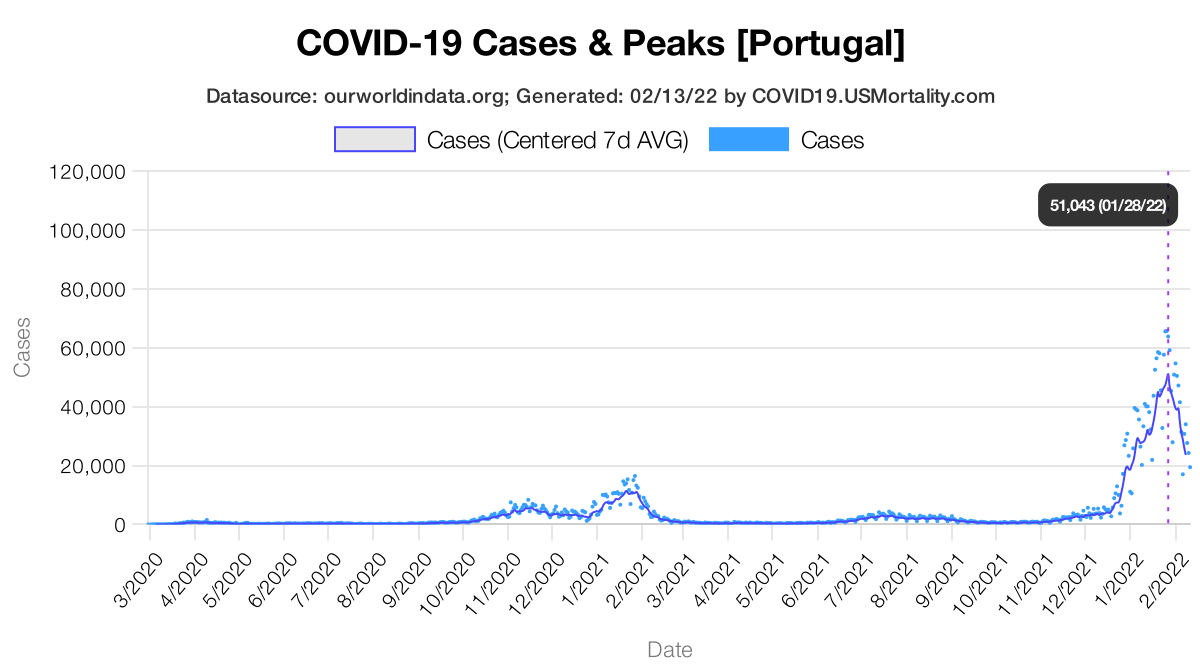 COVID-19 Cases & Peaks [Portugal]
Datasource: ourworldindata.org; Generated: 02/13/22 by COVID19.USMortality.com
Cases (Centered 7d AVG) Cases
120,000
51,043 (01/28/22)
100,000
80,000
60,000
40,000
20,000
0
Cases
3/2020 4/2020 5/2020 6/2020 7/2020 8/2020 9/2020 10/2020 11/2020 12/2020 1/2021 2/2021 3/2021 4/2021 5/2021 6/2021 7/2021 8/2021 9/2021 10/2021 11/2021 12/2021 1/2022 2/2022
Date